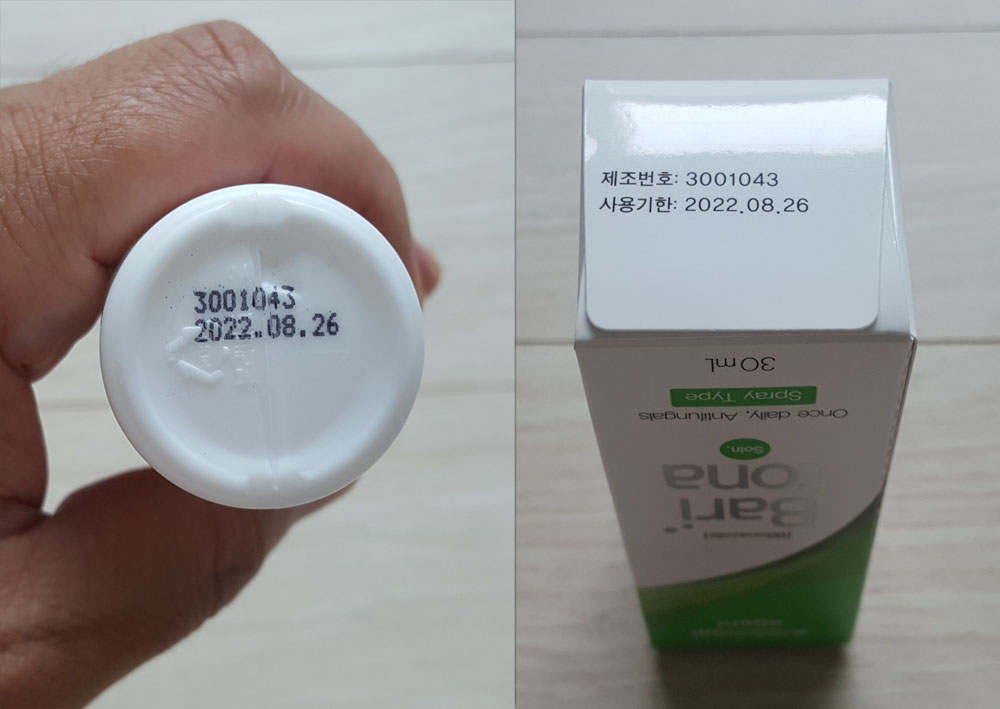 3001043
2022.08.26
제조번호: 3001043
사용기한: 2022.08.26
30mL
Spray Type
Once daily, Antifungals
Soln.
Bari
ona